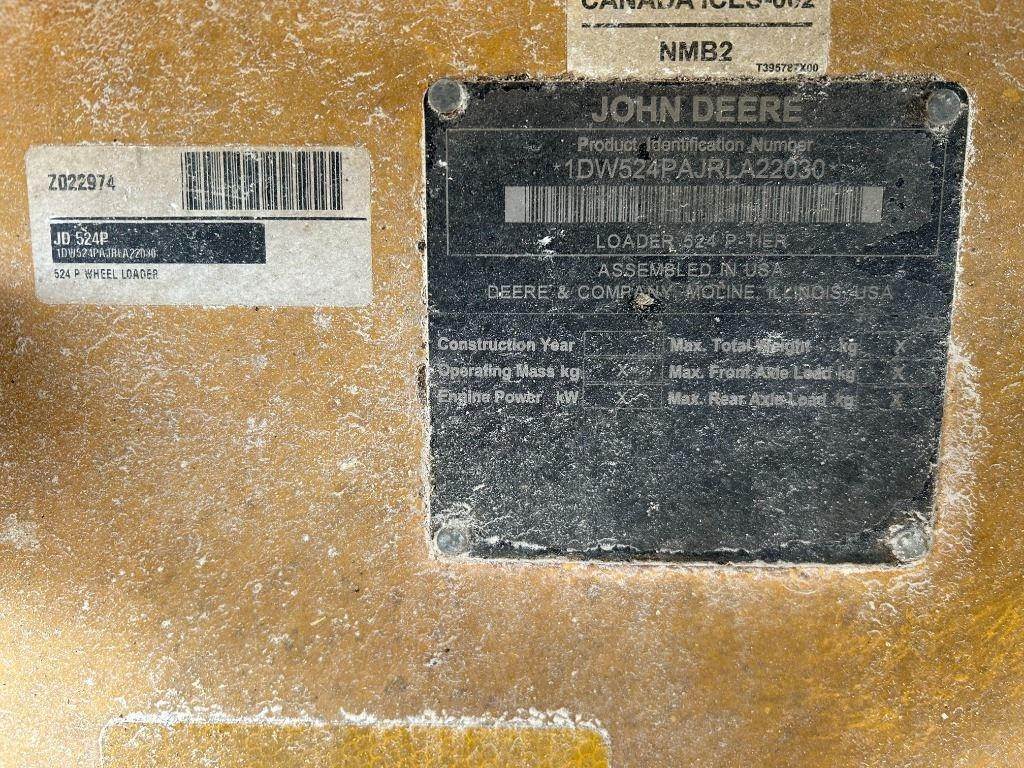 CANADA ICES-002
NMB2
T395787X00
JOHN DEERE
Product Identification Number
1DW524PAJRLA22030
LOADER 524 P-TIER
ASSEMBLED IN USA
DEERE & COMPANY, MOLINE, ILLINOIS, USA
Construction Year
Max. Total Weight kg X
Operating Mass kg X
Max. Front Axle Load kg X
Engine Power kW X
Max. Rear Axle Load kg X
Z022974
JD 524P
1DW524PAJRLA22030
524 P WHEEL LOADER